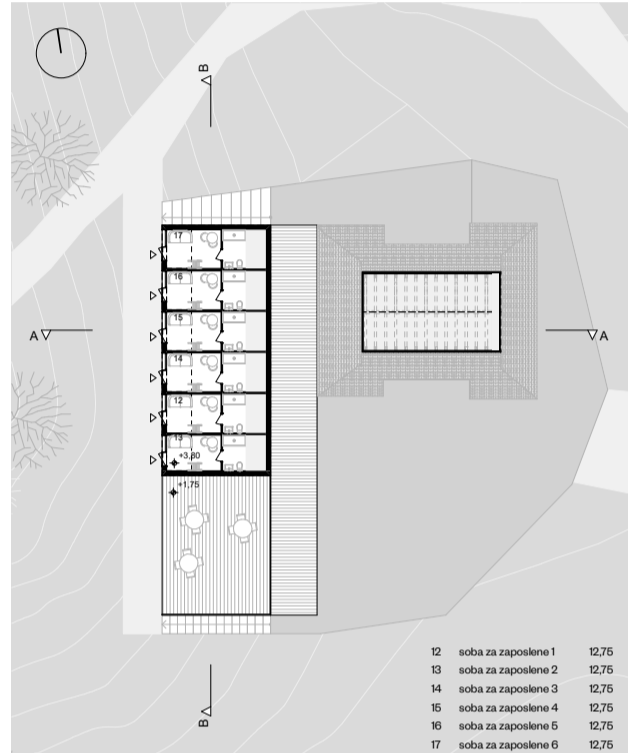 B
17
16
15
A
A
14
12
13
+3,80
+1,75
12 soba za zaposlene 1 12,75
13 soba za zaposlene 2 12,75
14 soba za zaposlene 3 12,75
15 soba za zaposlene 4 12,75
16 soba za zaposlene 5 12,75
17 soba za zaposlene 6 12,75
B